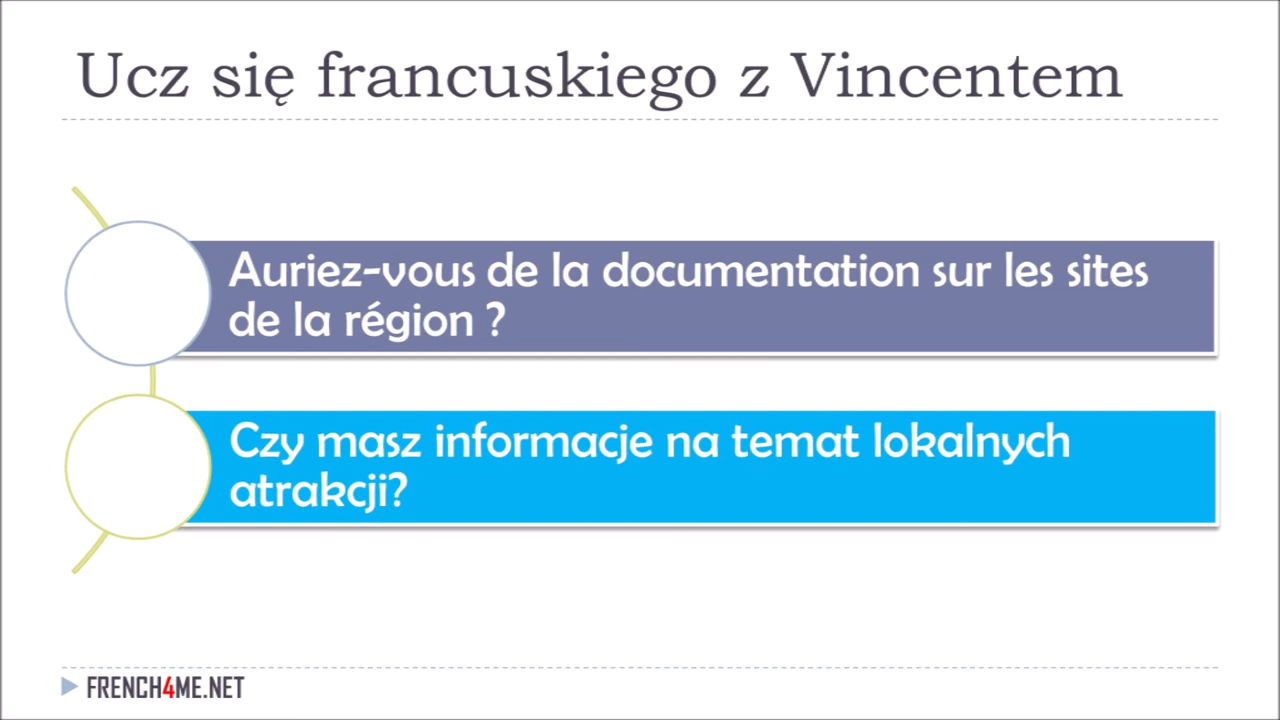 Ucz się francuskiego z Vincentem
Auriez-vous de la documentation sur les sites
de la région ?
Czy masz informacje na temat lokalnych
atrakcji?
FRENCH4ME.NET